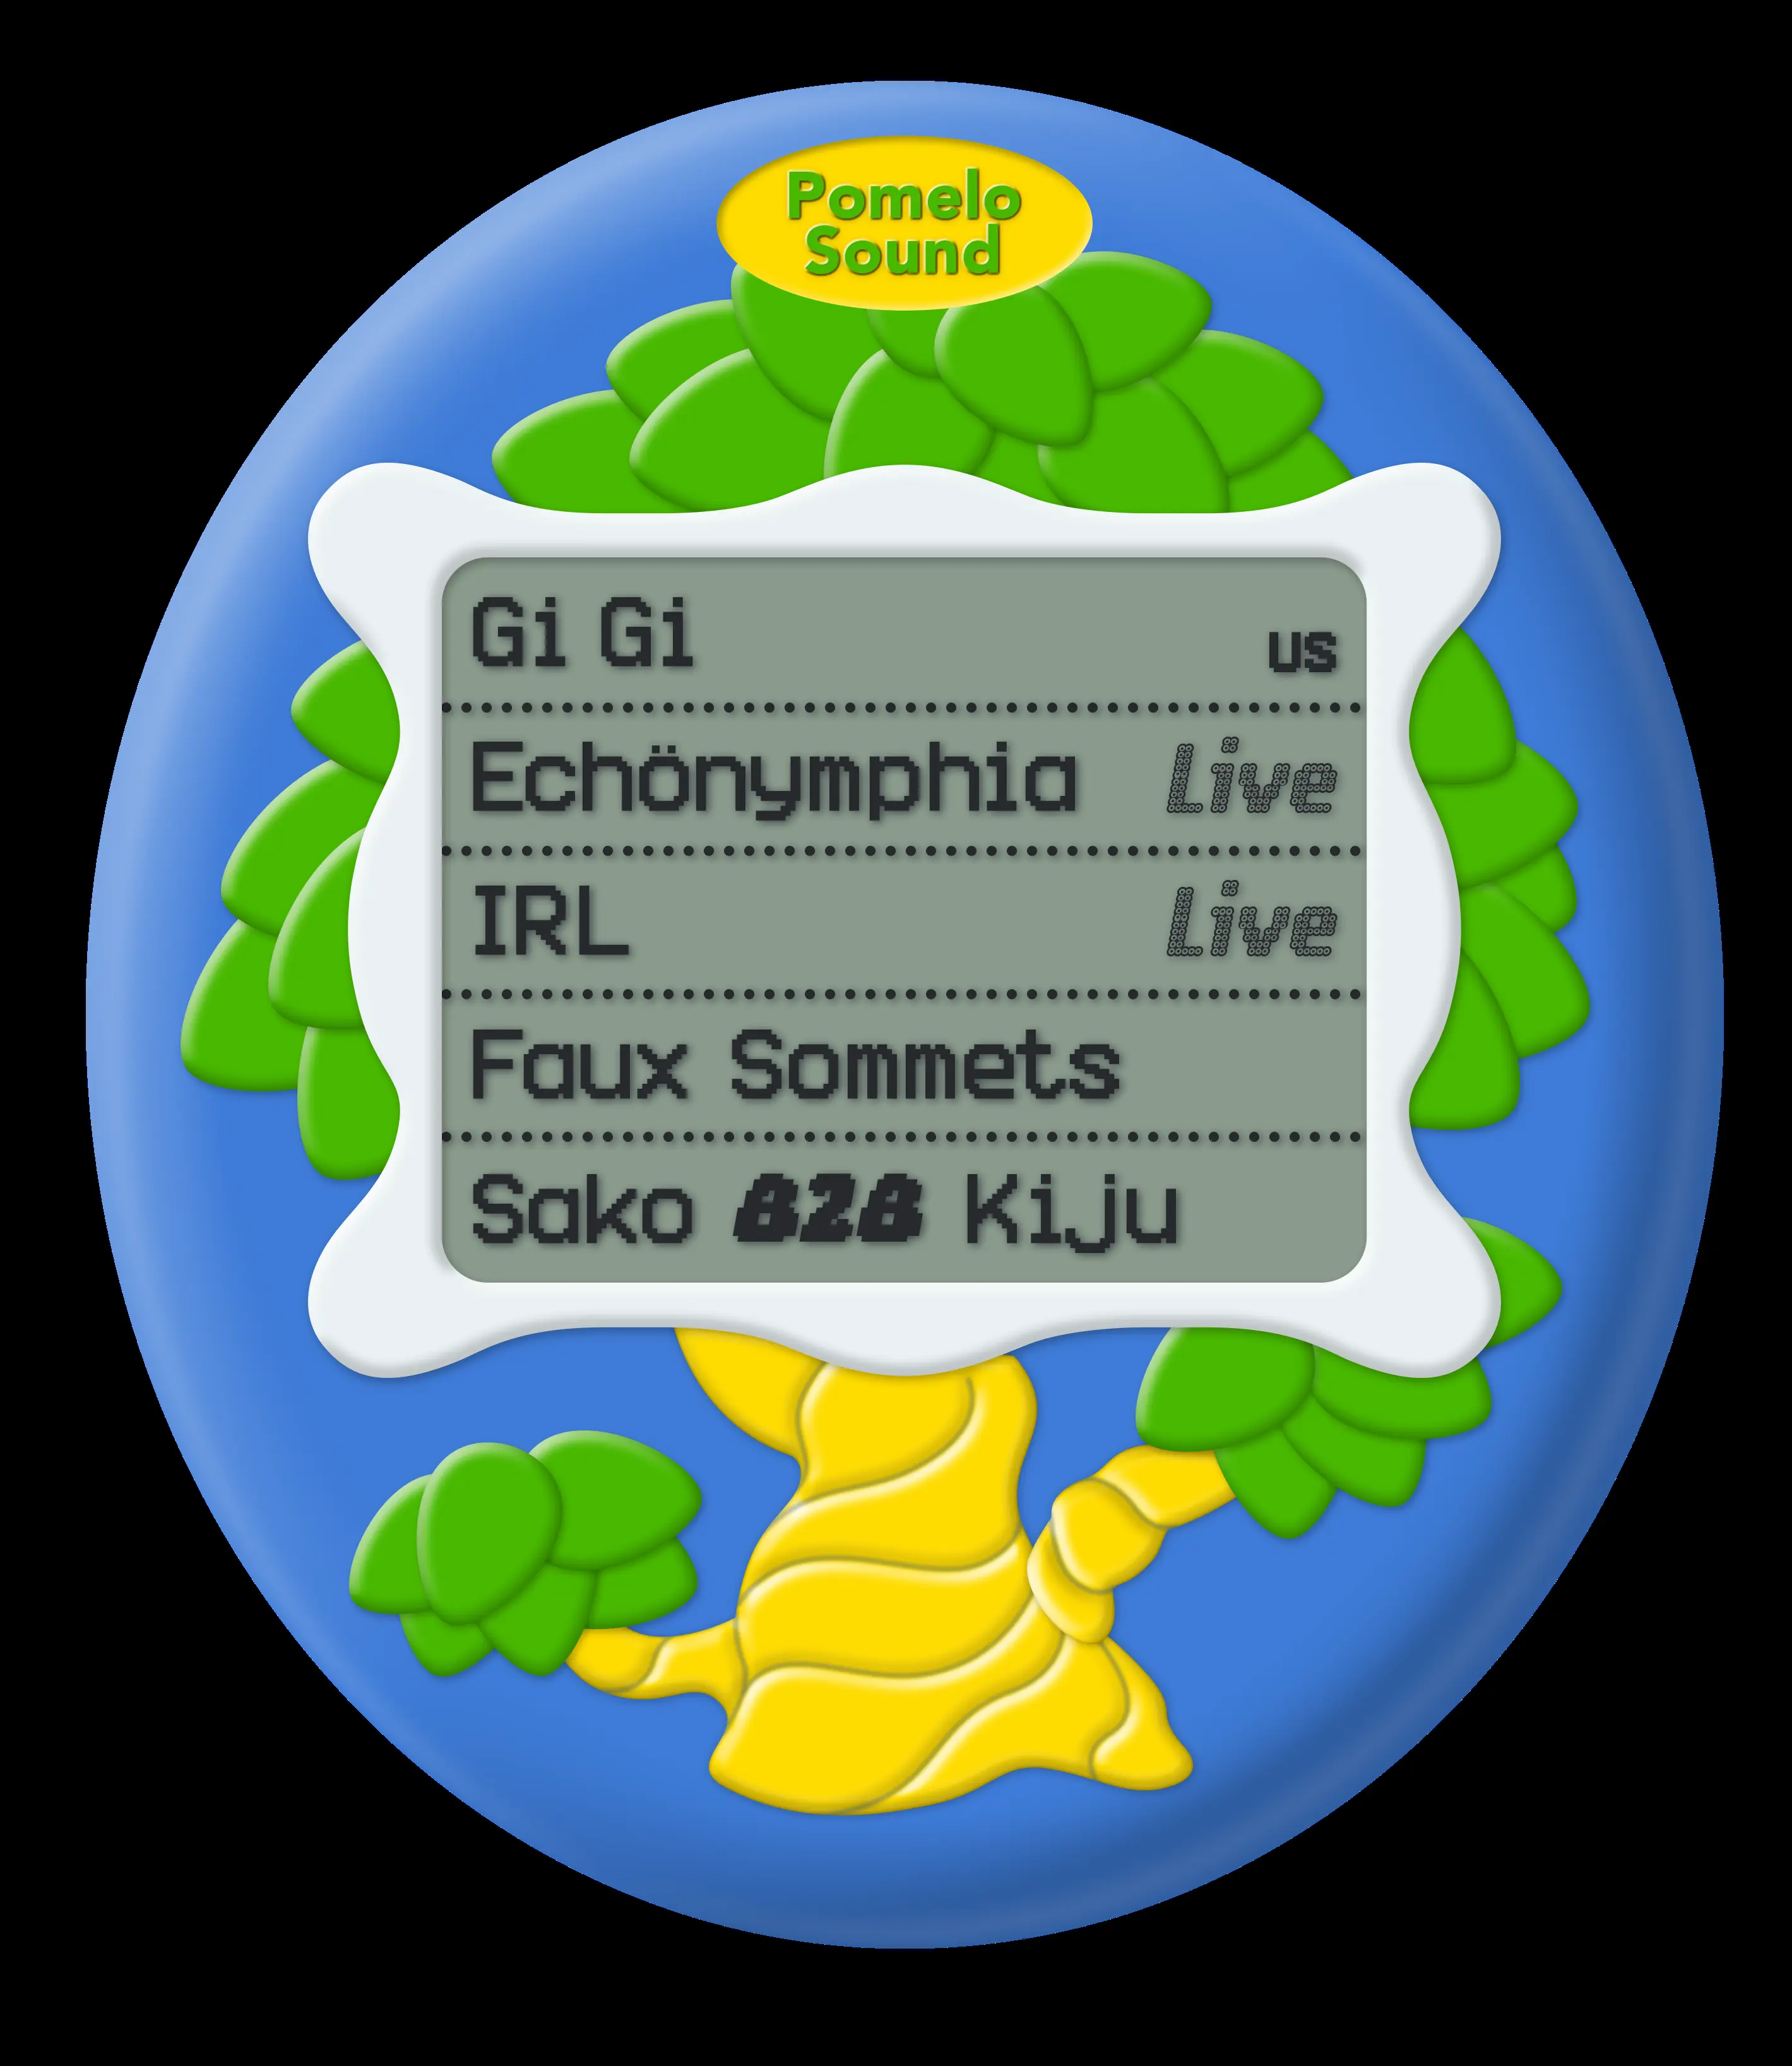 Pomelo
Sound
Gi Gi us
Echönymphia Live
IRL Live
Faux Sommets
Sako B2B Kiju